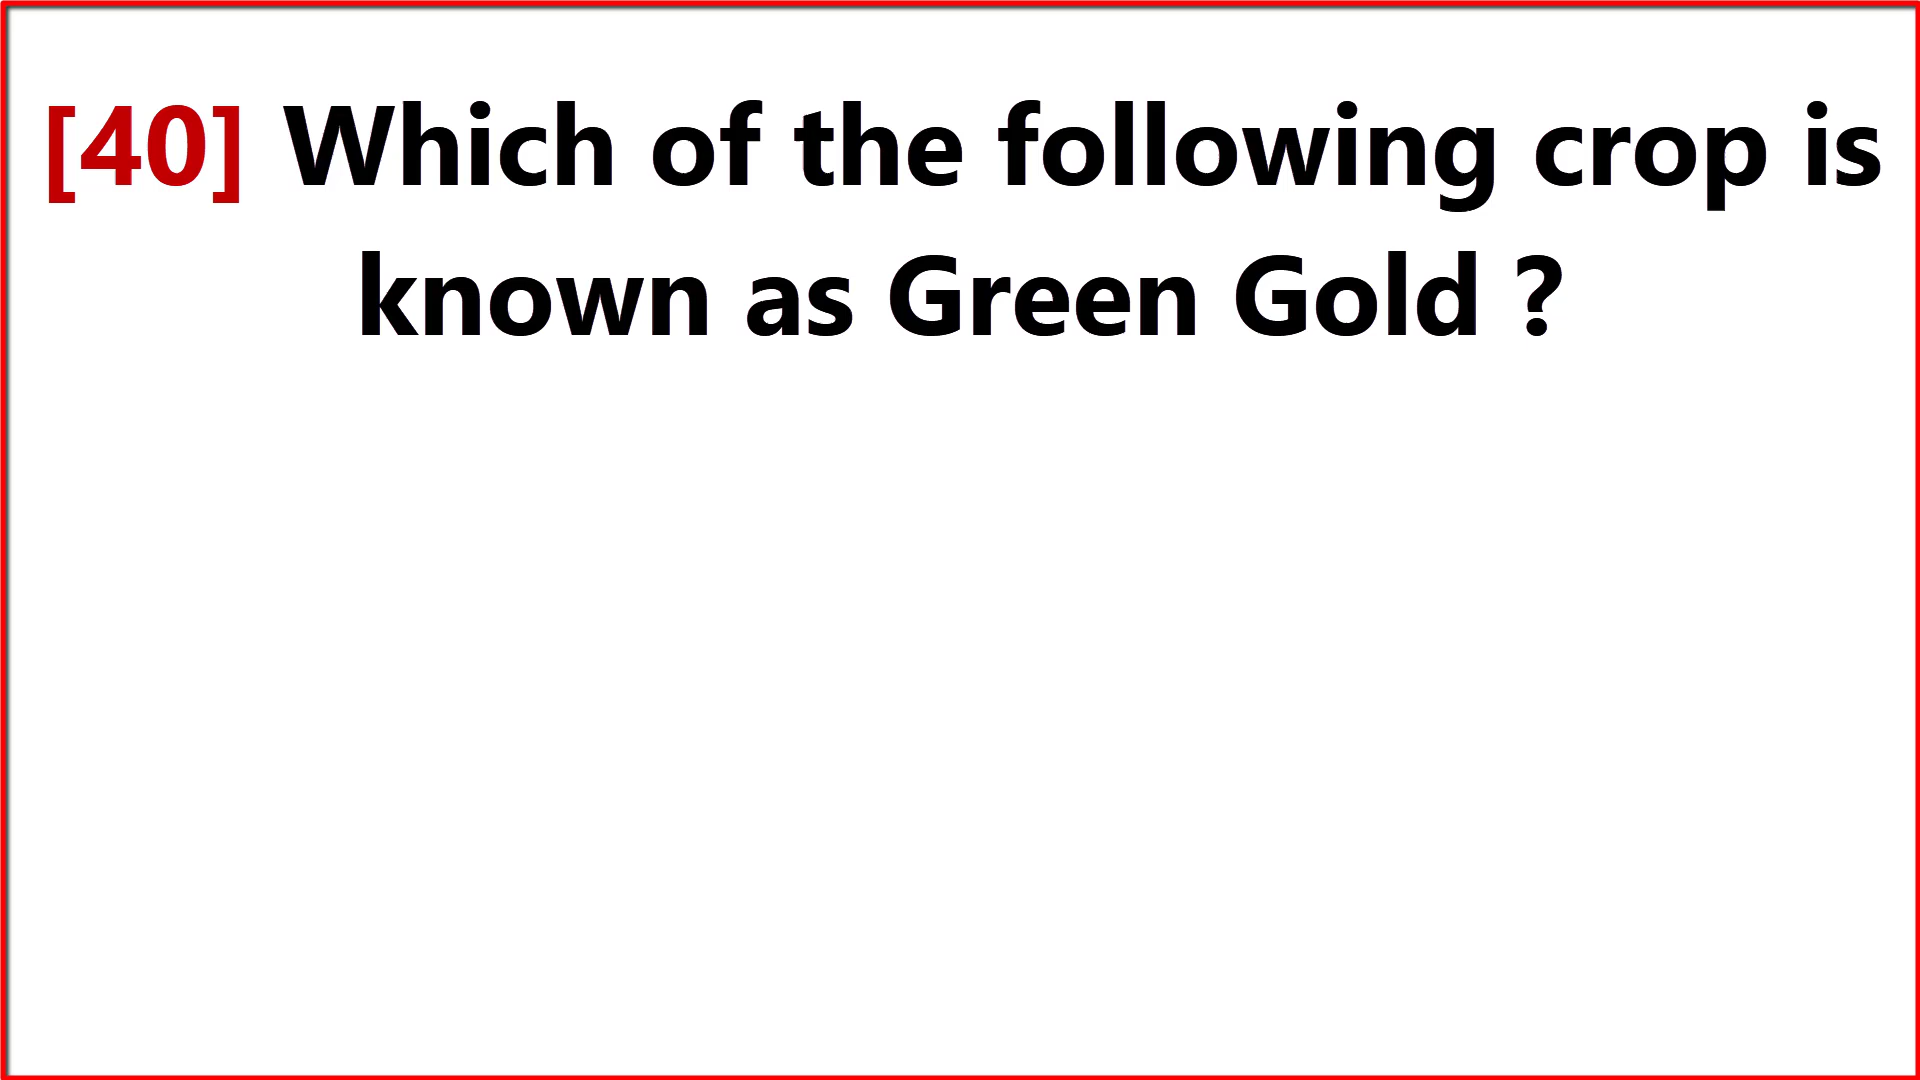 [40] Which of the following crop is
known as Green Gold ?